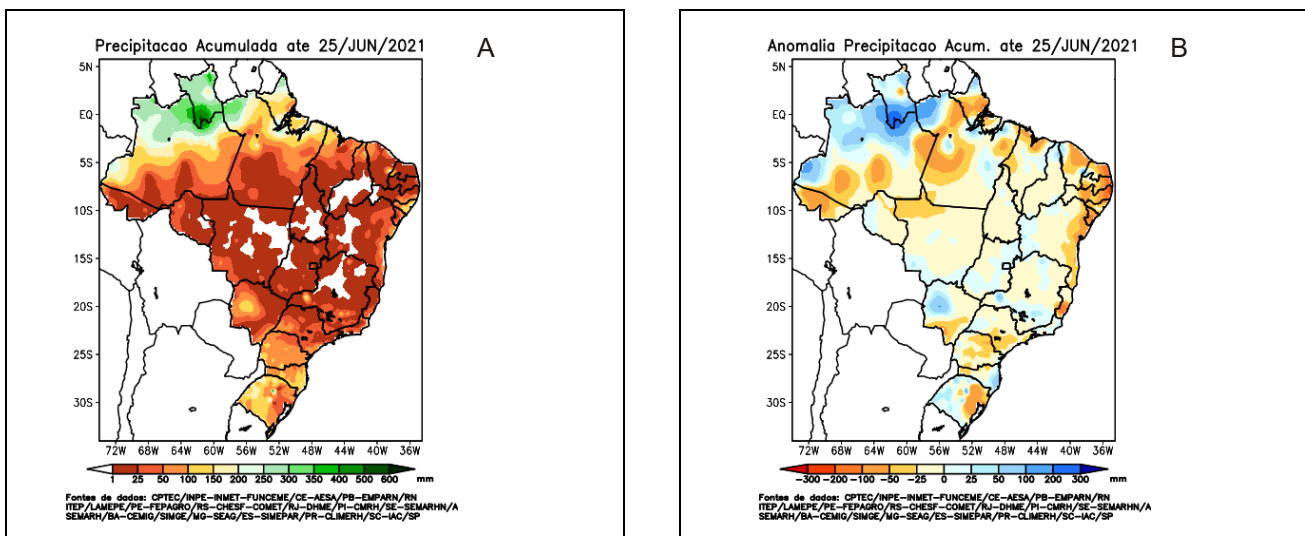 Precipitacao Acumulada ate 25/JUN/2021
A
5N
EQ
5S
10S
15S
20S
25S
30S
72W 68W 64W 60W 56W 52W 48W 44W 40W 36W
1 25 50 100 150 200 250 300 350 400 500 600 mm
Fontes de dados: CPTEC/INPE-INMET-FUNCEME/CE-AESA/PB-EMPARN/RN
ITEP/LAMEPE/PE-FEPAGRO/RS-CHESF-COMET/RJ-DHME/PI-CMRH/SE-SEMARHN/A
SEMARH/BA-CEMIG/SIMGE/MG-SEAG/ES-SIMEPAR/PR-CLIMERH/SC-IAC/SP
Anomalia Precipitacao Acum. ate 25/JUN/2021
B
5N
EQ
5S
10S
15S
20S
25S
30S
72W 68W 64W 60W 56W 52W 48W 44W 40W 36W
-300 -200 -100 -50 -25 0 25 50 100 200 300 mm
Fontes de dados: CPTEC/INPE-INMET-FUNCEME/CE-AESA/PB-EMPARN/RN
ITEP/LAMEPE/PE-FEPAGRO/RS-CHESF-COMET/RJ-DHME/PI-CMRH/SE-SEMARHN/A
SEMARH/BA-CEMIG/SIMGE/MG-SEAG/ES-SIMEPAR/PR-CLIMERH/SC-IAC/SP